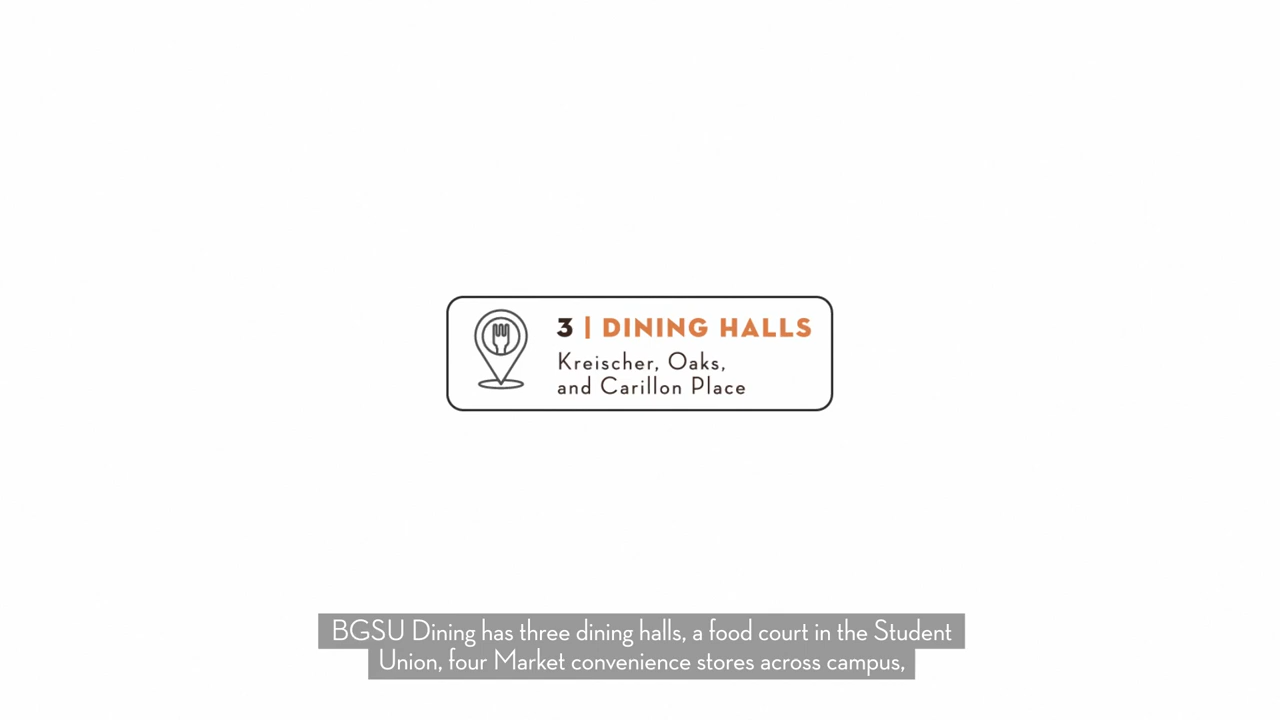 3 | DINING HALLS
Kreischer, Oaks,
and Carillon Place
BGSU Dining has three dining halls, a food court in the Student
Union, four Market convenience stores across campus,